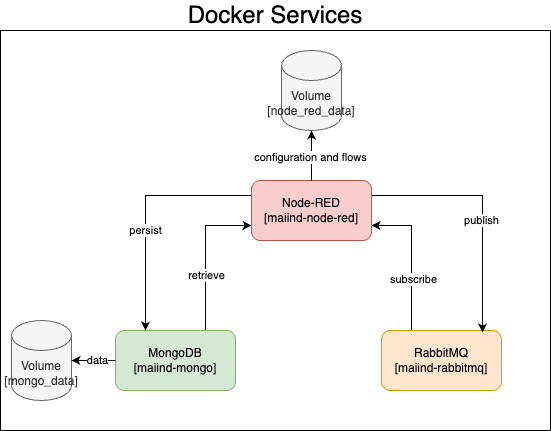 Docker Services
Volume
[node_red_data]
configuration and flows
Node-RED
[maiind-node-red]
persist
publish
retrieve
subscribe
Volume
[mongo_data]
data
MongoDB
[maiind-mongo]
RabbitMQ
[maiind-rabbitmq]